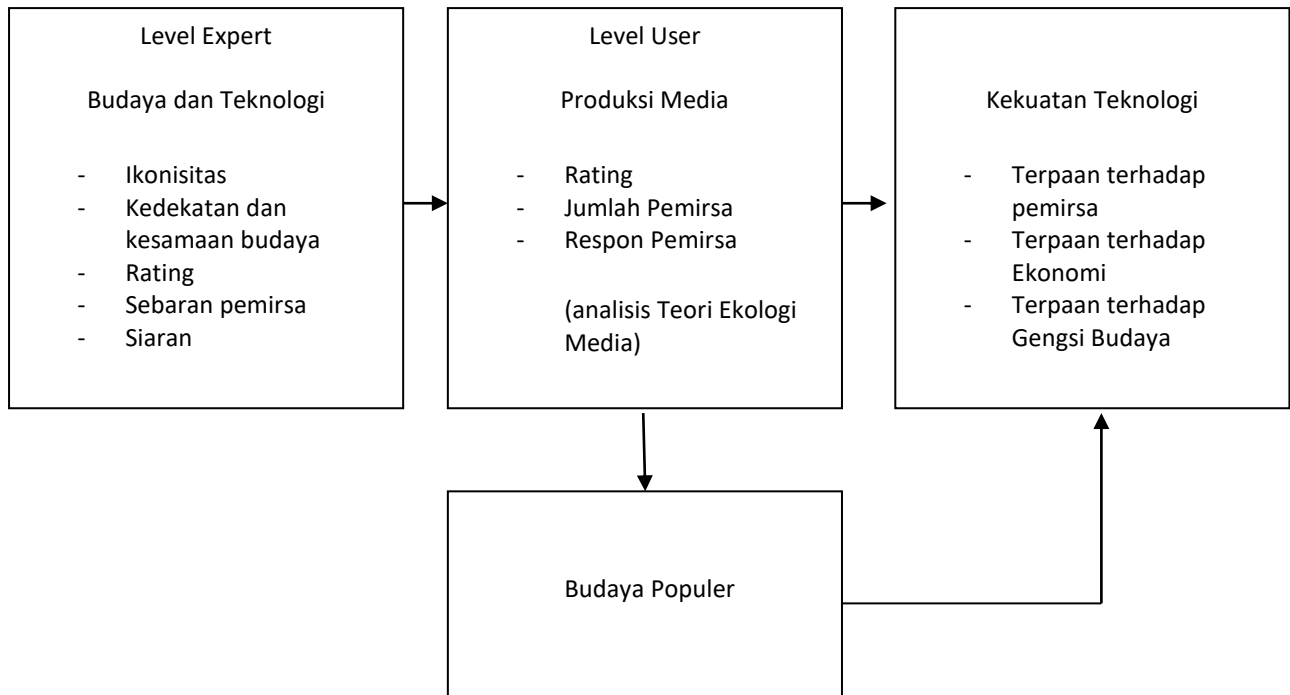 Level Expert
Budaya dan Teknologi
- Ikonisitas
- Kedekatan dan
kesamaan budaya
- Rating
- Sebaran pemirsa
- Siaran
Level User
Produksi Media
- Rating
- Jumlah Pemirsa
- Respon Pemirsa
(analisis Teori Ekologi
Media)
Kekuatan Teknologi
- Terpaan terhadap
pemirsa
- Terpaan terhadap
Ekonomi
- Terpaan terhadap
Gengsi Budaya
Budaya Populer